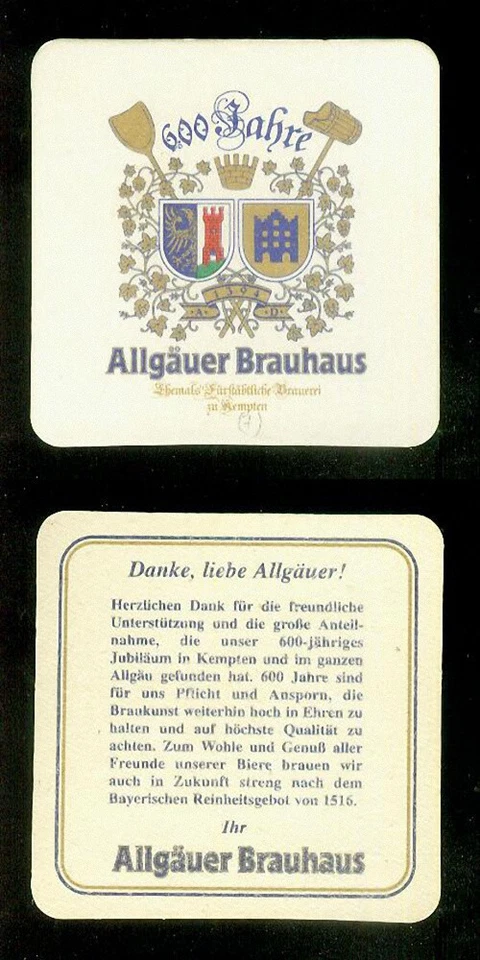 600 Jahre
1394
A · D
Allgäuer Brauhaus
Ehemals Fürstäbtliche Brauerei
zu Kempten
Danke, liebe Allgäuer!
Herzlichen Dank für die freundliche
Unterstützung und die große Anteil-
nahme, die unser 600-jähriges
Jubiläum in Kempten und im ganzen
Allgäu gefunden hat. 600 Jahre sind
für uns Pflicht und Ansporn, die
Braukunst weiterhin hoch in Ehren zu
halten und auf höchste Qualität zu
achten. Zum Wohle und Genuß aller
Freunde unserer Biere brauen wir
auch in Zukunft streng nach dem
Bayerischen Reinheitsgebot von 1516.
Ihr
Allgäuer Brauhaus